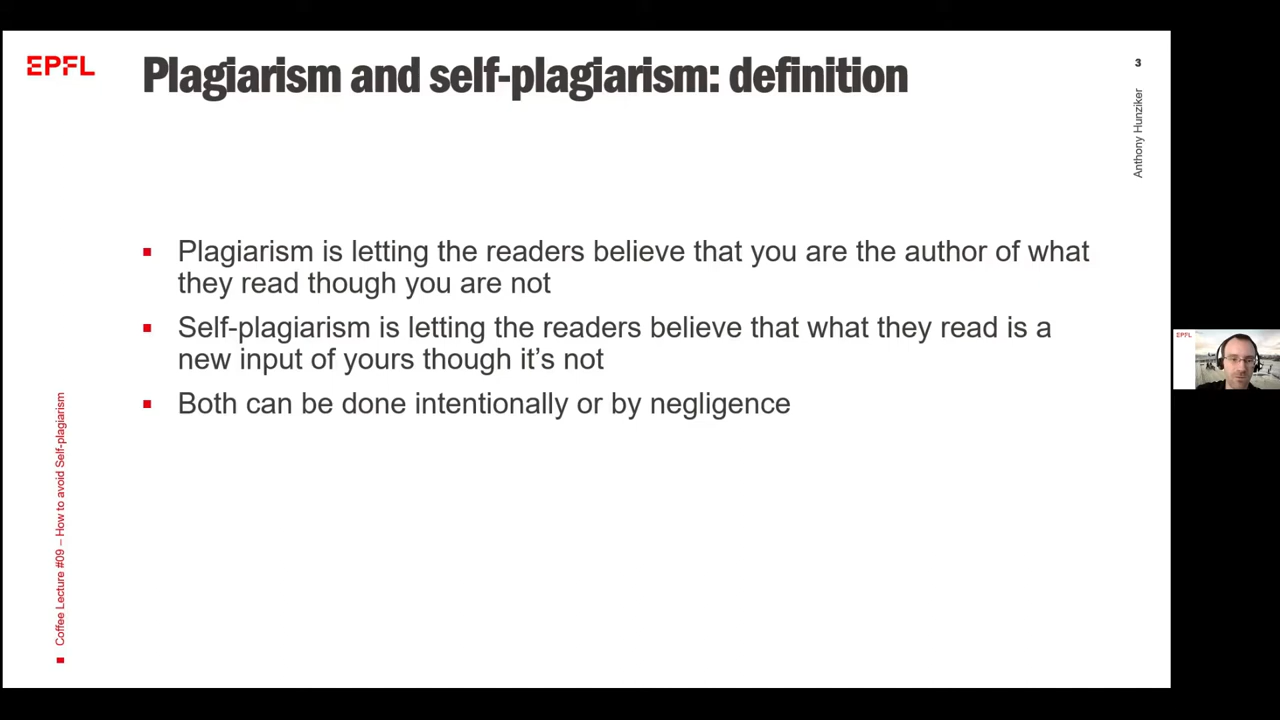 EPFL
Plagiarism and self-plagiarism: definition
3
Anthony Hunziker
▪ Plagiarism is letting the readers believe that you are the author of what
they read though you are not
▪ Self-plagiarism is letting the readers believe that what they read is a
new input of yours though it’s not
▪ Both can be done intentionally or by negligence
Coffee Lecture #09 – How to avoid Self-plagiarism
EPFL